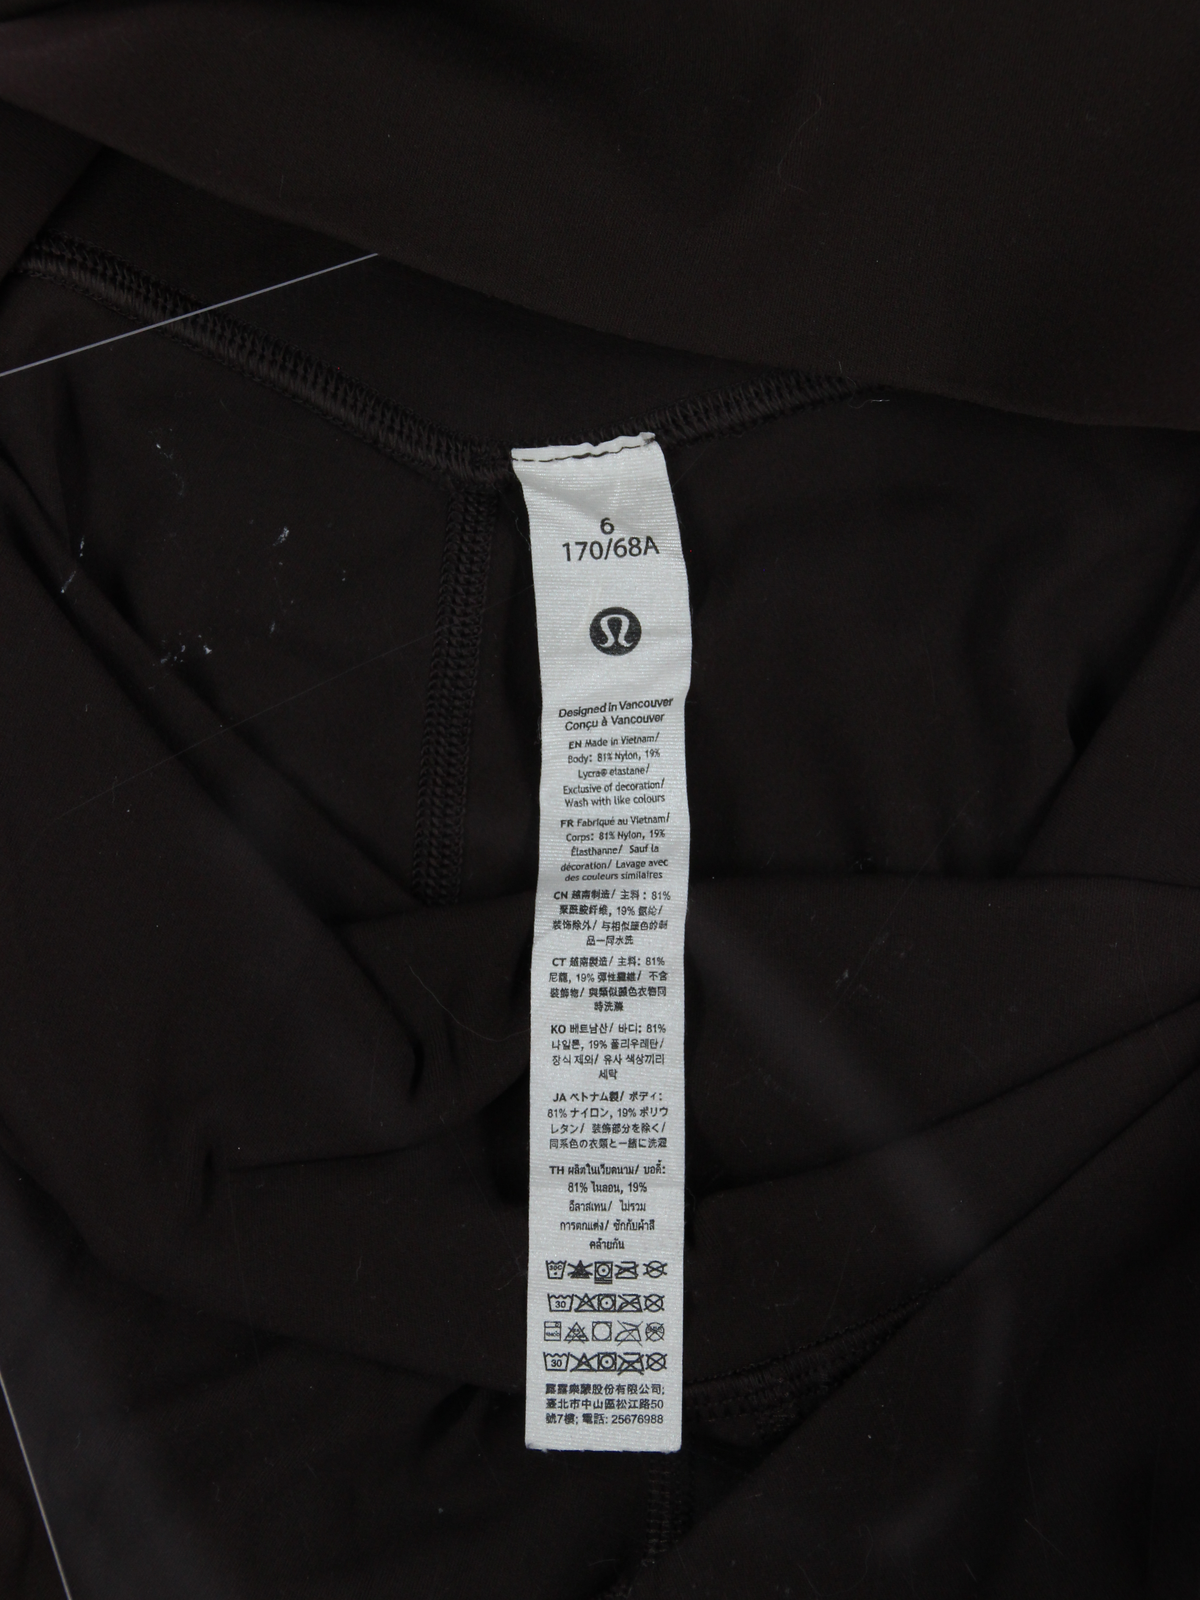 6
170/68A
Designed in Vancouver
Conçu à Vancouver
EN Made in Vietnam/
Body: 81% Nylon, 19%
Lycra® elastane/
Exclusive of decoration/
Wash with like colours
FR Fabriqué au Vietnam/
Corps: 81% Nylon, 19%
Élasthanne/ Sauf la
décoration/ Lavage avec
des couleurs similaires
CN 越南制造/ 主料: 81%
聚酰胺纤维, 19% 氨纶/
装饰除外/ 与相似颜色的制
品一同水洗
CT 越南製造/ 主料: 81%
尼龍, 19% 彈性纖維/ 不含
裝飾物/ 與類似顏色衣物同
時洗滌
KO 베트남산/ 바디: 81%
나일론, 19% 폴리우레탄/
장식 제외/ 유사 색상끼리
세탁
JA ベトナム製/ ボディ:
81% ナイロン, 19% ポリウ
レタン/ 装飾部分を除く/
同系色の衣類と一緒に洗濯
TH ผลิตในเวียดนาม/ บอดี้:
81% ไนลอน, 19%
อีลาสเทน/ ไม่รวม
การตกแต่ง/ ซักกับผ้าสี
คล้ายกัน
30
30
露露樂蒙股份有限公司;
臺北市中山區松江路50
號7樓; 電話: 25676988